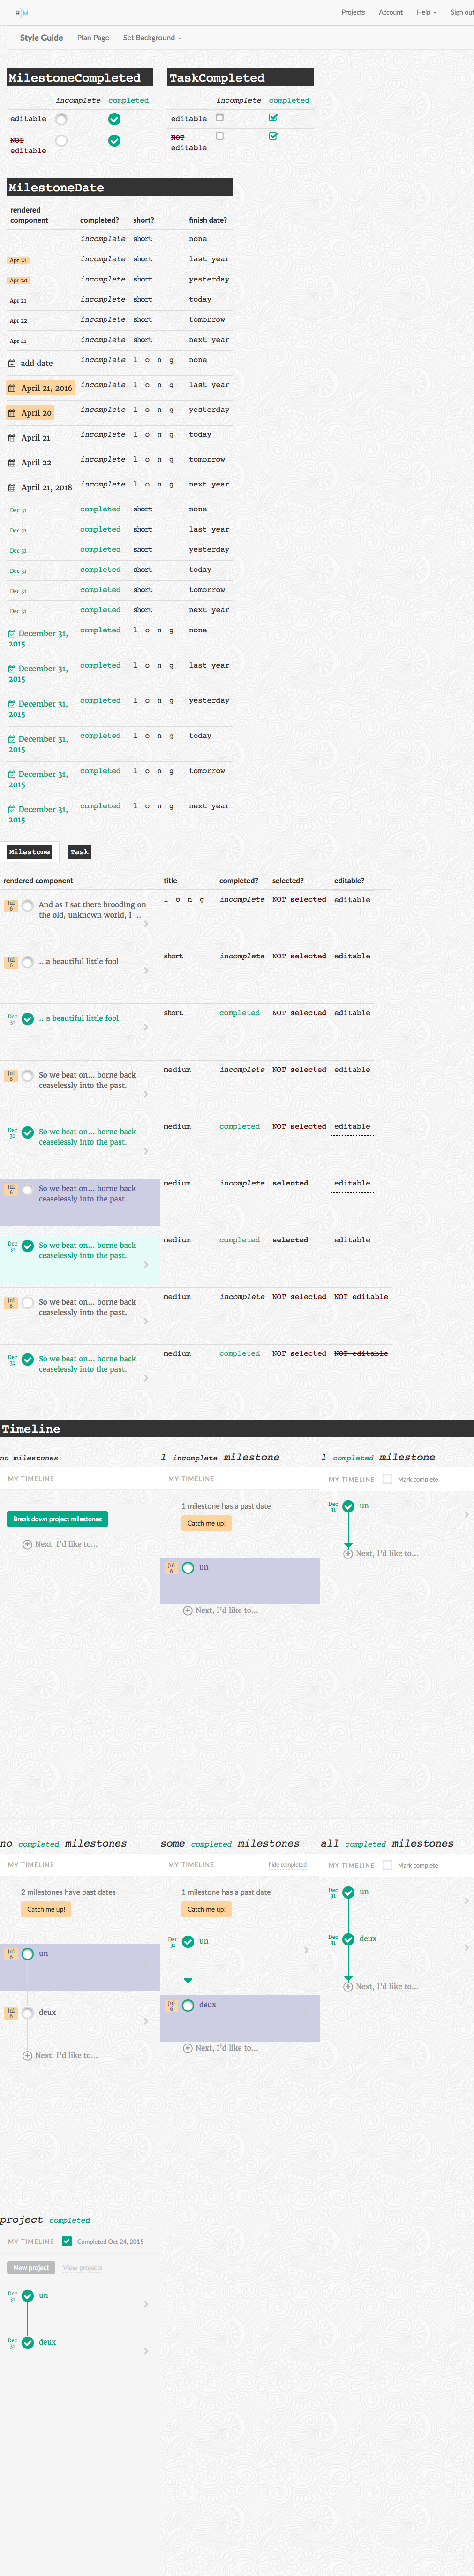 R|M Projects Account Help Sign out
Style Guide Plan Page Set Background
MilestoneCompleted TaskCompleted
incomplete completed incomplete completed
editable editable
NOT editable NOT editable
MilestoneDate
rendered component completed? short? finish date?
incomplete short none
Apr 21 incomplete short last year
Apr 20 incomplete short yesterday
Apr 21 incomplete short today
Apr 22 incomplete short tomorrow
Apr 21 incomplete short next year
add date incomplete l o n g none
April 21, 2016 incomplete l o n g last year
April 20 incomplete l o n g yesterday
April 21 incomplete l o n g today
April 22 incomplete l o n g tomorrow
April 21, 2018 incomplete l o n g next year
Dec 31 completed short none
Dec 31 completed short last year
Dec 31 completed short yesterday
Dec 31 completed short today
Dec 31 completed short tomorrow
Dec 31 completed short next year
December 31, 2015 completed l o n g none
December 31, 2015 completed l o n g last year
December 31, 2015 completed l o n g yesterday
December 31, 2015 completed l o n g today
December 31, 2015 completed l o n g tomorrow
December 31, 2015 completed l o n g next year
Milestone Task
rendered component title completed? selected? editable?
Jul 6 And as I sat there brooding on the old, unknown world, I ... l o n g incomplete NOT selected editable
Jul 6 ...a beautiful little fool short incomplete NOT selected editable
Dec 31 ...a beautiful little fool short completed NOT selected editable
Jul 6 So we beat on... borne back ceaselessly into the past. medium incomplete NOT selected editable
Dec 31 So we beat on... borne back ceaselessly into the past. medium completed NOT selected editable
Jul 6 So we beat on... borne back ceaselessly into the past. medium incomplete selected editable
Dec 31 So we beat on... borne back ceaselessly into the past. medium completed selected editable
Jul 6 So we beat on... borne back ceaselessly into the past. medium incomplete NOT selected NOT editable
Dec 31 So we beat on... borne back ceaselessly into the past. medium completed NOT selected NOT editable
Timeline
no milestones
MY TIMELINE
Break down project milestones
Next, I'd like to...
1 incomplete milestone
MY TIMELINE
1 milestone has a past date
Catch me up!
Jul 6 un
Next, I'd like to...
1 completed milestone
MY TIMELINE Mark complete
Dec 31 un
Next, I'd like to...
no completed milestones
MY TIMELINE
2 milestones have past dates
Catch me up!
Jul 6 un
Jul 6 deux
Next, I'd like to...
some completed milestones
MY TIMELINE hide completed
1 milestone has a past date
Catch me up!
Dec 31 un
Jul 6 deux
Next, I'd like to...
all completed milestones
MY TIMELINE Mark complete
Dec 31 un
Dec 31 deux
Next, I'd like to...
project completed
MY TIMELINE Completed Oct 24, 2015
New project View projects
Dec 31 un
Dec 31 deux